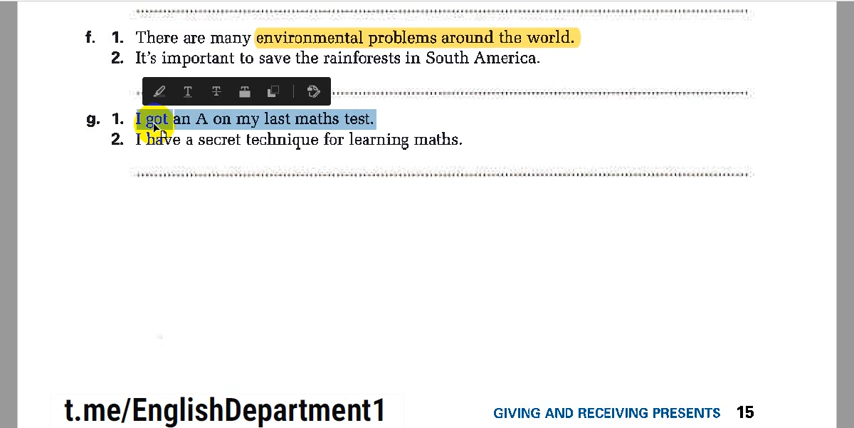 f. 1. There are many environmental problems around the world.
2. It's important to save the rainforests in South America.
g. 1. I got an A on my last maths test.
2. I have a secret technique for learning maths.
t.me/EnglishDepartment1
GIVING AND RECEIVING PRESENTS 15